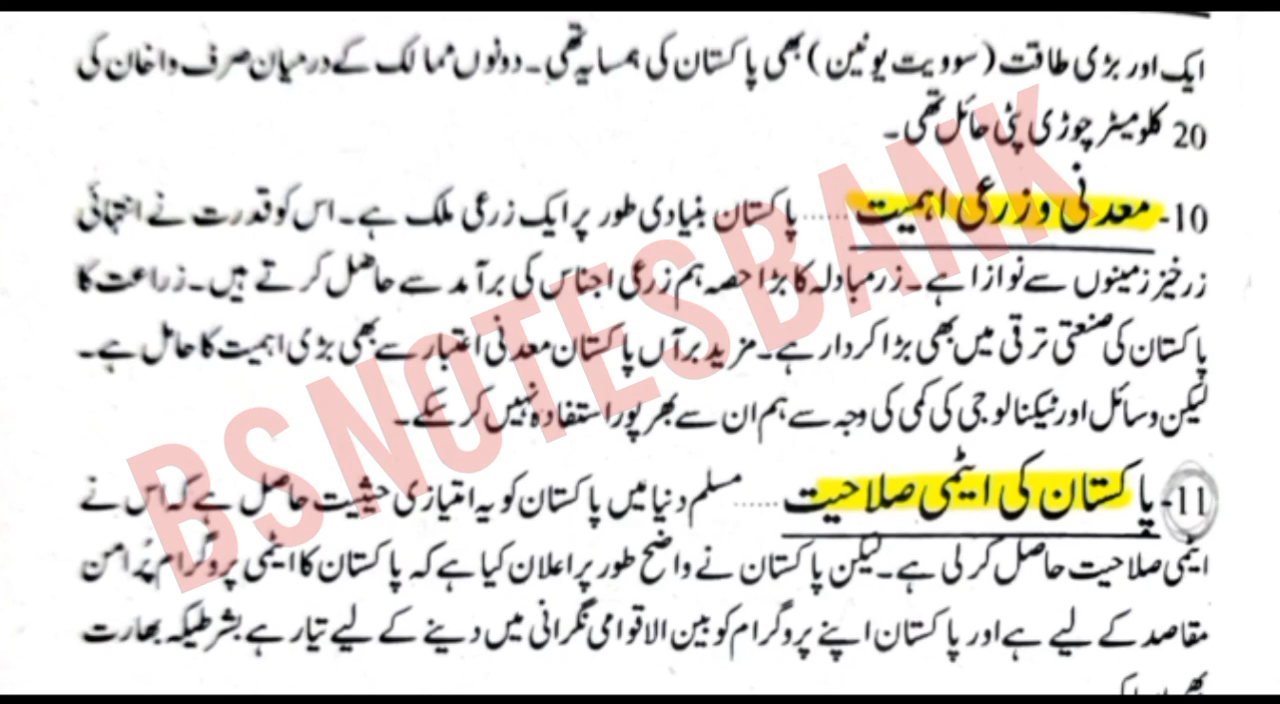 ایک اور بڑی طاقت (سوویت یونین) بھی پاکستان کی ہمسایہ تھی۔ دونوں ممالک کے درمیان صرف واخان کی
20 کلومیٹر چوڑی پٹی حائل تھی۔
10- معدنی و زرعی اہمیت ...... پاکستان بنیادی طور پر ایک زرعی ملک ہے۔ اس کو قدرت نے انتہائی
زرخیز زمینوں سے نوازا ہے۔ زرمبادلہ کا بڑا حصہ ہم زرعی اجناس کی برآمد سے حاصل کرتے ہیں۔ زراعت کا
پاکستان کی صنعتی ترقی میں بھی بڑا کردار ہے۔ مزید برآں پاکستان معدنی اعتبار سے بھی بڑی اہمیت کا حامل ہے۔
لیکن وسائل اور ٹیکنالوجی کی کمی کی وجہ سے ہم ان سے بھرپور استفادہ نہیں کر سکے۔
11- پاکستان کی ایٹمی صلاحیت ...... مسلم دنیا میں پاکستان کو یہ امتیازی حیثیت حاصل ہے کہ اس نے
ایٹمی صلاحیت حاصل کر لی ہے۔ لیکن پاکستان نے واضح طور پر اعلان کیا ہے کہ پاکستان کا ایٹمی پروگرام پُرامن
مقاصد کے لیے ہے اور پاکستان اپنے پروگرام کو بین الاقوامی نگرانی میں دینے کے لیے تیار ہے بشرطیکہ بھارت
BSNOTESBANK